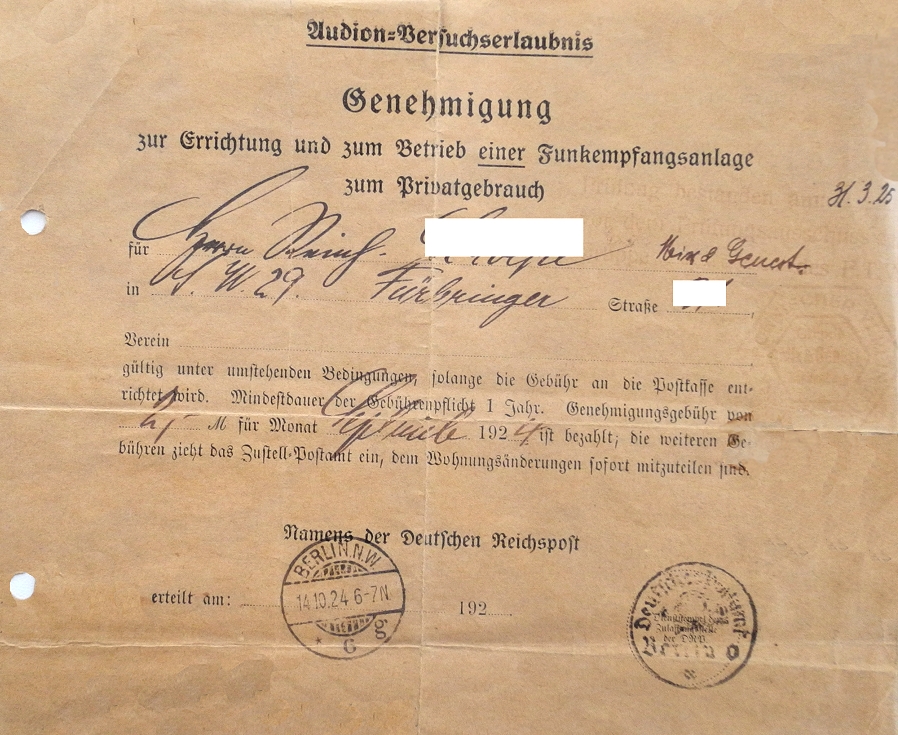 Audion-Versuchserlaubnis
Genehmigung
zur Errichtung und zum Betrieb einer Funkempfangsanlage
zum Privatgebrauch
31. 3. 25
für Herrn Reinh.
in S. W. 29. Fürbringer Straße
Verein
gültig unter umstehenden Bedingungen, solange die Gebühr an die Postkasse ent-
richtet wird. Mindestdauer der Gebührenpflicht 1 Jahr. Genehmigungsgebühr von
2,- M für Monat 1924 ist bezahlt; die weiteren Ge-
bühren zieht das Zustell-Postamt ein, dem Wohnungsänderungen sofort mitzuteilen sind.
Namens der Deutschen Reichspost
BERLIN.N.W
14.10.24 6-7N.
* 6 g
erteilt am: 192
Berlin